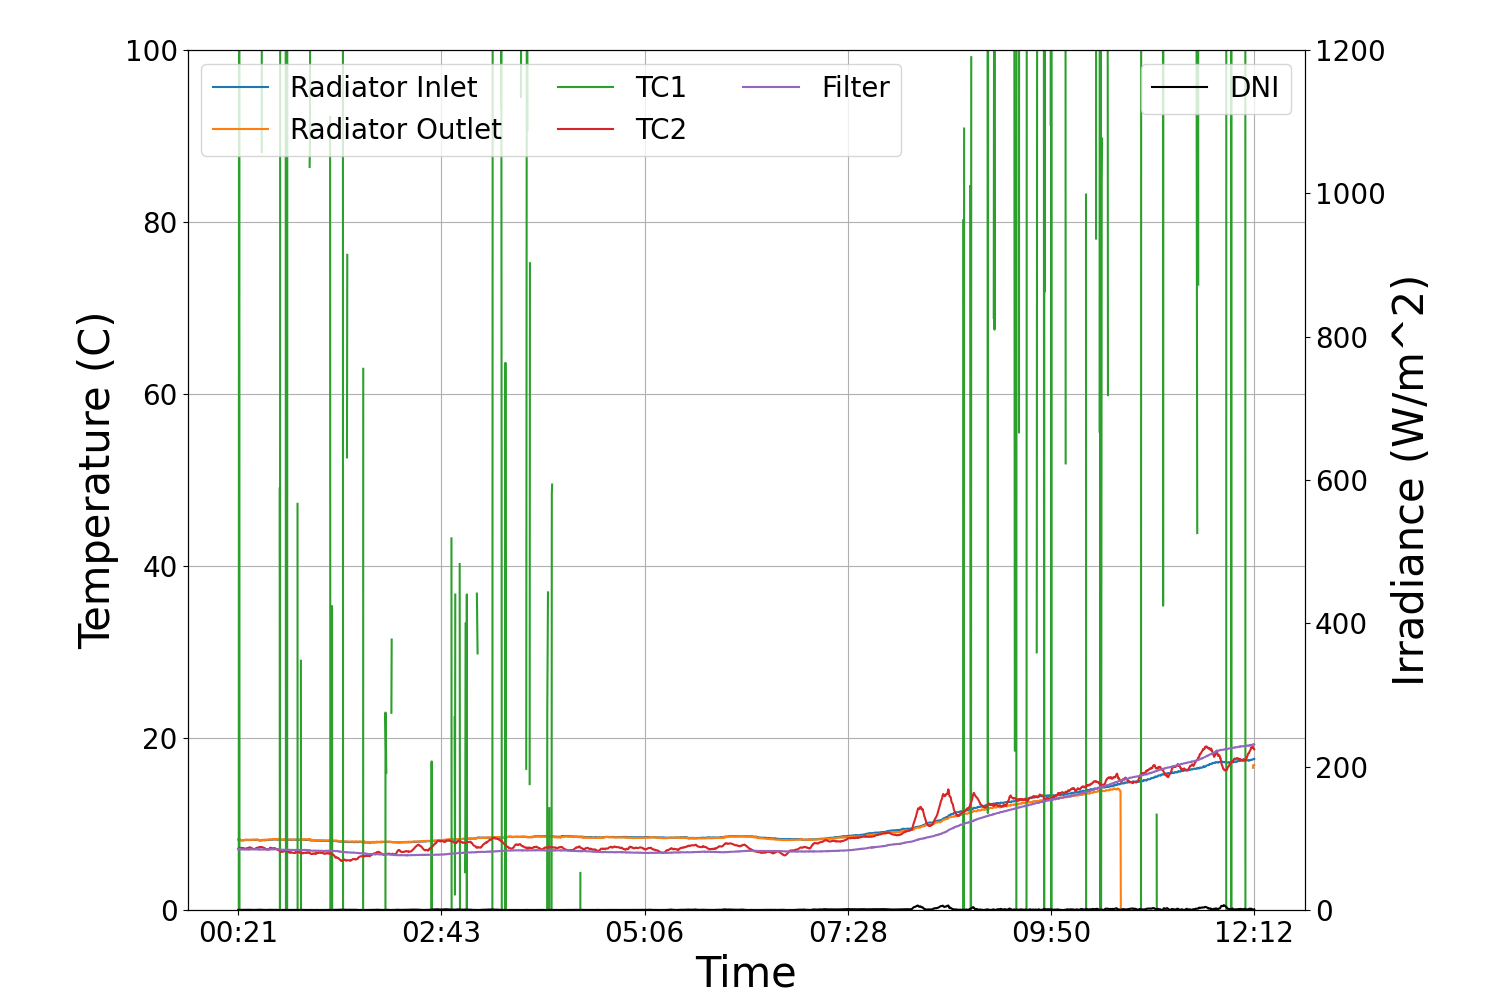 100
80
60
40
20
0
Temperature (C)
Radiator Inlet
Radiator Outlet
TC1
TC2
Filter
DNI
1200
1000
800
600
400
200
0
Irradiance (W/m^2)
00:21 02:43 05:06 07:28 09:50 12:12
Time